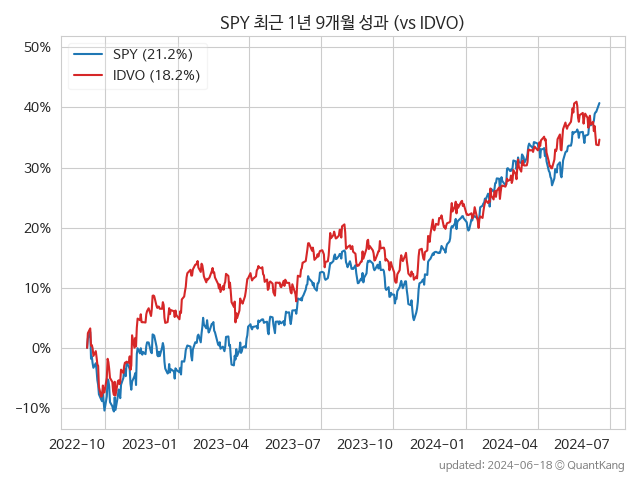 SPY 최근 1년 9개월 성과 (vs IDVO)
SPY (21.2%)
IDVO (18.2%)
50%
40%
30%
20%
10%
0%
−10%
2022−10 2023−01 2023−04 2023−07 2023−10 2024−01 2024−04 2024−07
updated: 2024-06-18 © QuantKang